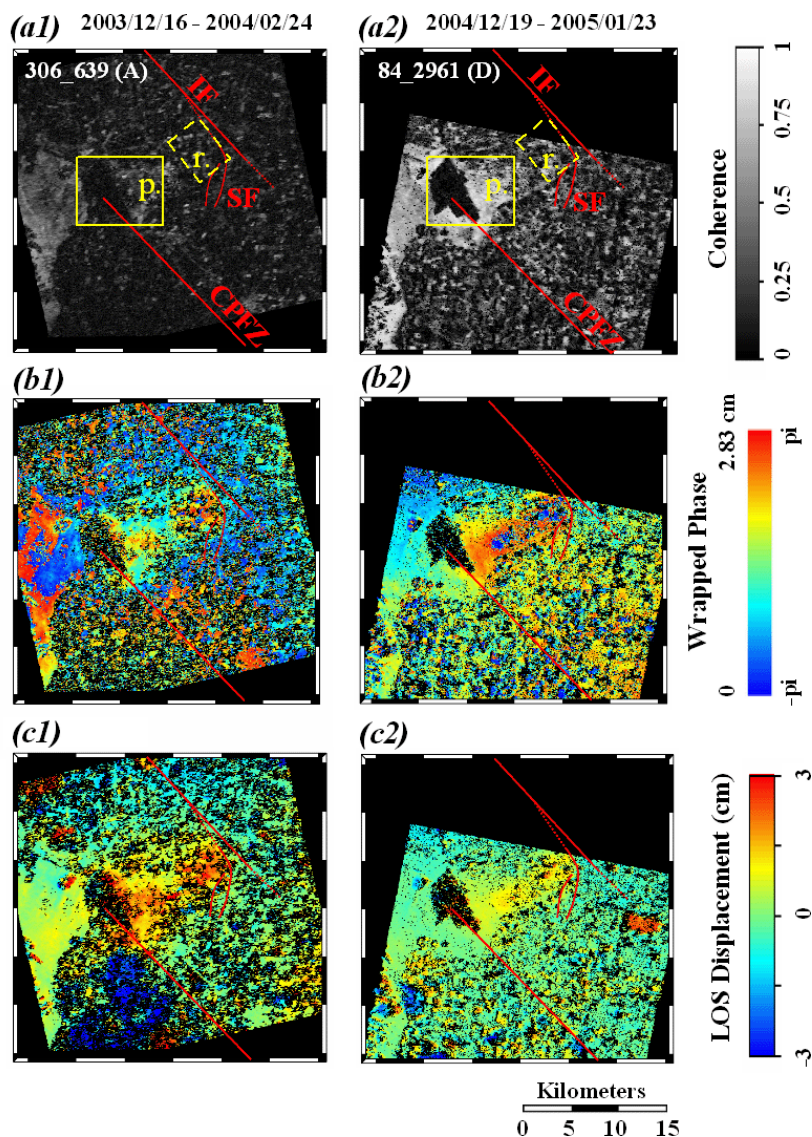 (a1) 2003/12/16 - 2004/02/24
(a2) 2004/12/19 - 2005/01/23
306_639 (A)
IF
r.
p.
SF
CPFZ
84_2961 (D)
IF
r.
p.
SF
CPFZ
1
0.75
0.5
0.25
0
Coherence
(b1)
(b2)
2.83 cm
pi
Wrapped Phase
0
-pi
(c1)
(c2)
3
0
-3
LOS Displacement (cm)
Kilometers
0 5 10 15